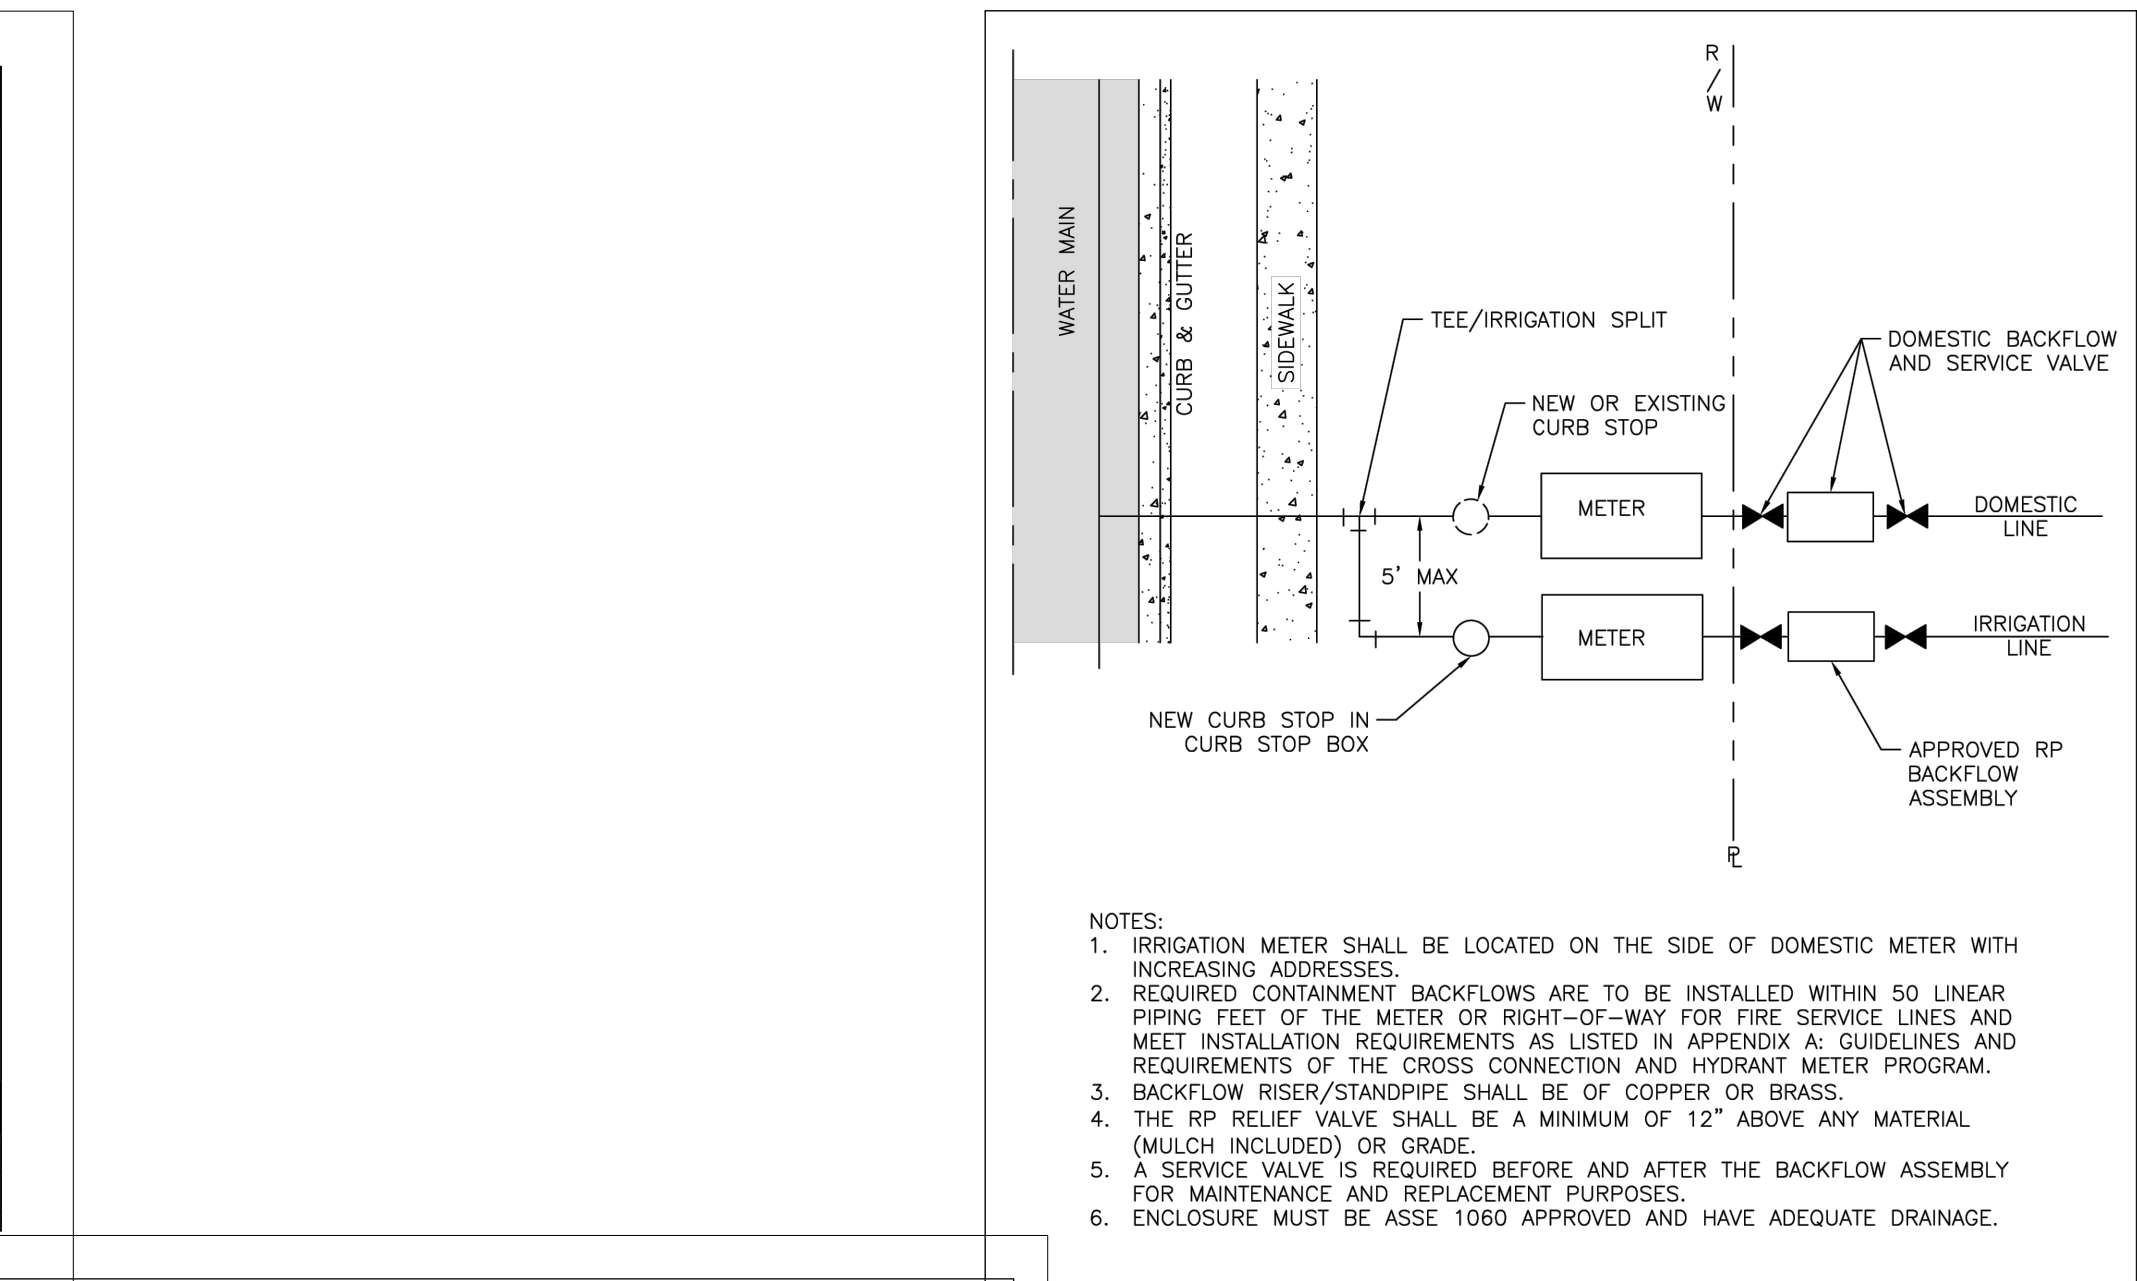 R
/
W
WATER MAIN
CURB & GUTTER
SIDEWALK
TEE/IRRIGATION SPLIT
DOMESTIC BACKFLOW
AND SERVICE VALVE
NEW OR EXISTING
CURB STOP
METER
DOMESTIC
LINE
5' MAX
METER
IRRIGATION
LINE
NEW CURB STOP IN
CURB STOP BOX
APPROVED RP
BACKFLOW
ASSEMBLY
PL
NOTES:
1. IRRIGATION METER SHALL BE LOCATED ON THE SIDE OF DOMESTIC METER WITH
INCREASING ADDRESSES.
2. REQUIRED CONTAINMENT BACKFLOWS ARE TO BE INSTALLED WITHIN 50 LINEAR
PIPING FEET OF THE METER OR RIGHT-OF-WAY FOR FIRE SERVICE LINES AND
MEET INSTALLATION REQUIREMENTS AS LISTED IN APPENDIX A: GUIDELINES AND
REQUIREMENTS OF THE CROSS CONNECTION AND HYDRANT METER PROGRAM.
3. BACKFLOW RISER/STANDPIPE SHALL BE OF COPPER OR BRASS.
4. THE RP RELIEF VALVE SHALL BE A MINIMUM OF 12" ABOVE ANY MATERIAL
(MULCH INCLUDED) OR GRADE.
5. A SERVICE VALVE IS REQUIRED BEFORE AND AFTER THE BACKFLOW ASSEMBLY
FOR MAINTENANCE AND REPLACEMENT PURPOSES.
6. ENCLOSURE MUST BE ASSE 1060 APPROVED AND HAVE ADEQUATE DRAINAGE.